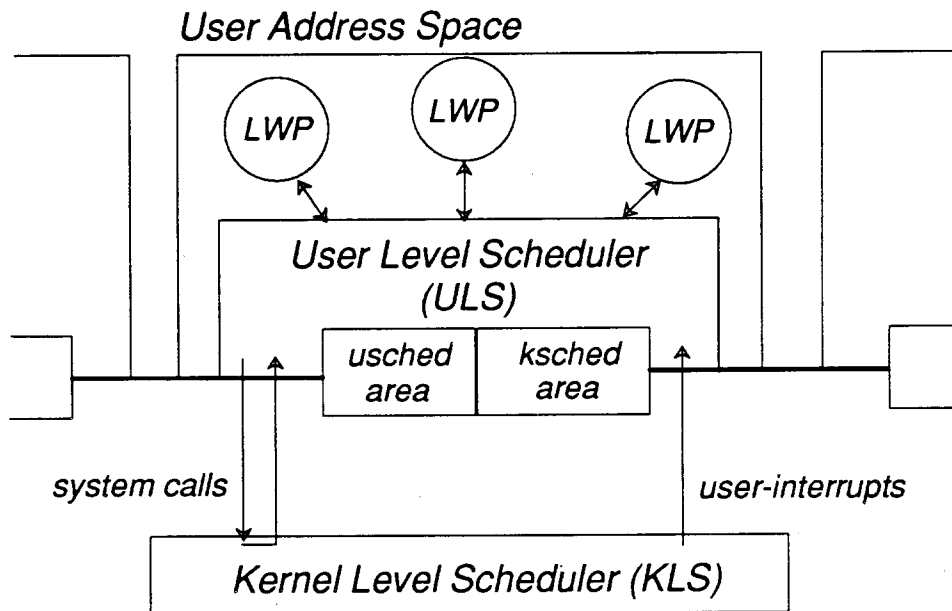 User Address Space
LWP
LWP
LWP
User Level Scheduler
(ULS)
usched
area
ksched
area
system calls
user-interrupts
Kernel Level Scheduler (KLS)